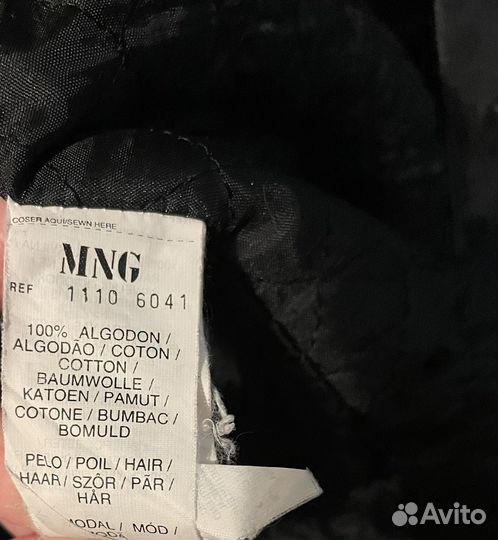 COSER AQUI/SEWN HERE
MNG
REF 1110 6041
100% ALGODON /
ALGODÃO / COTON /
COTTON /
BAUMWOLLE /
KATOEN / PAMUT /
COTONE / BUMBAC /
BOMULD
PELO / POIL / HAIR /
HAAR / SZÖR / PÃR /
HÅR
MODAL / MÓD /
Avito